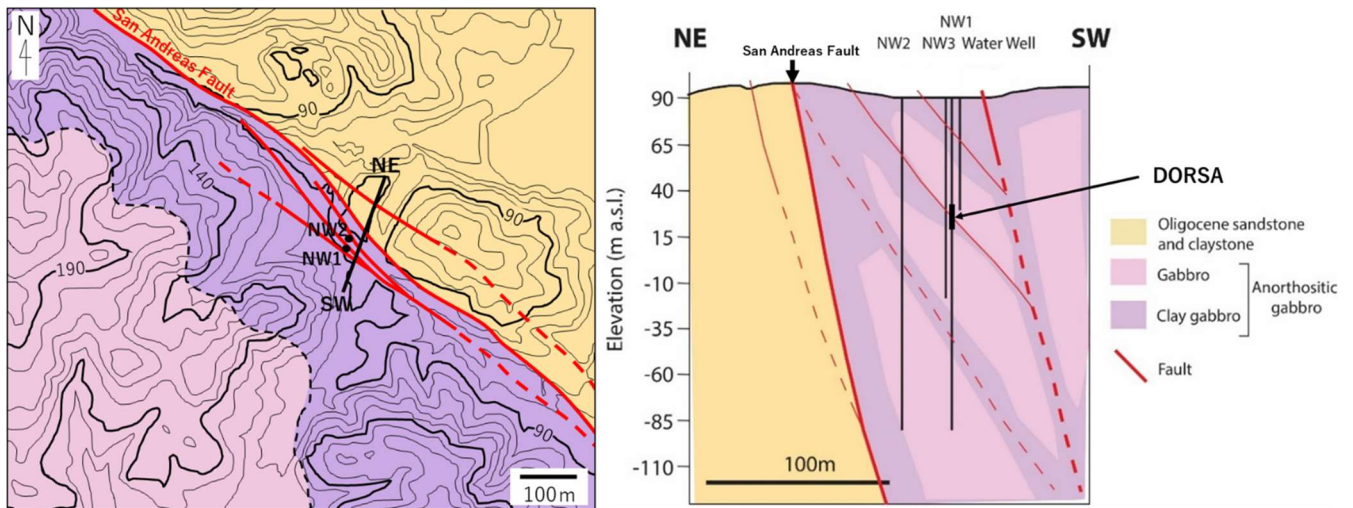 N
4
San Andreas Fault
90
140
190
NE
90
NW2
NW1
SW
90
100m
NE
San Andreas Fault
NW2
NW1
NW3
Water Well
SW
DORSA
Elevation (m a.s.l.)
90
65
40
15
-10
-35
-60
-85
-110
100m
Oligocene sandstone
and claystone
Gabbro
Clay gabbro
Anorthositic
gabbro
Fault